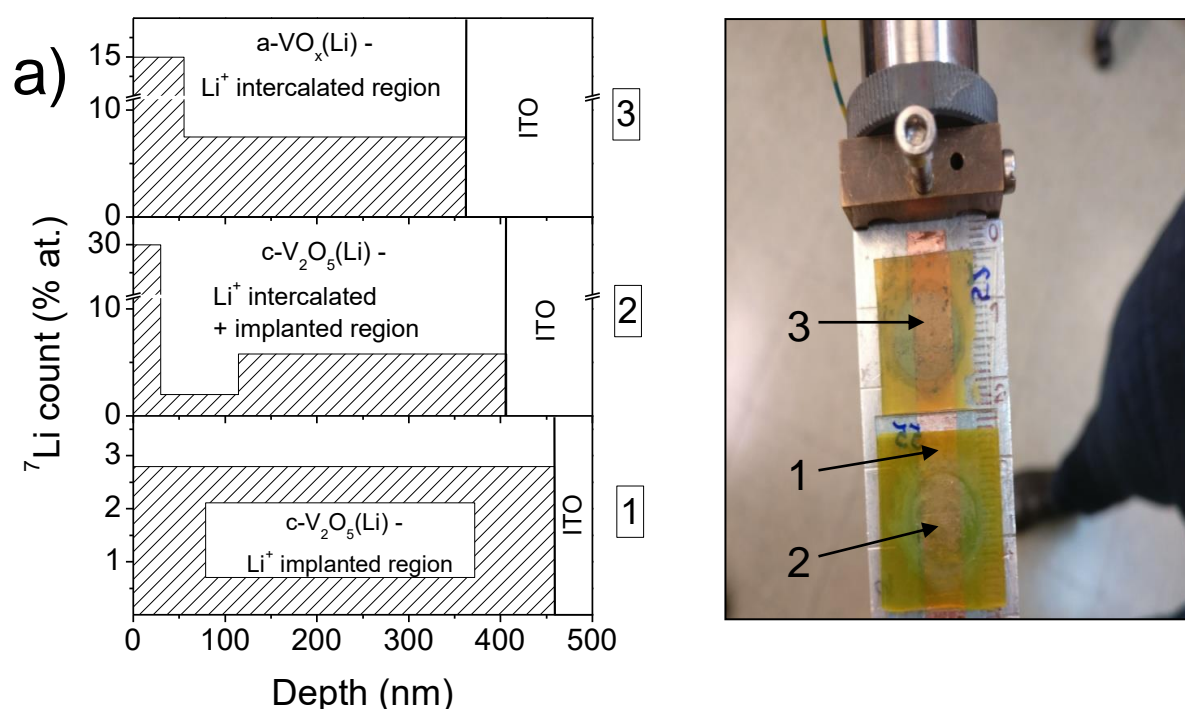 a)
⁷Li count (% at.)
15
10
0
a-VOₓ(Li) -
Li⁺ intercalated region
ITO
3
30
10
0
c-V₂O₅(Li) -
Li⁺ intercalated
+ implanted region
ITO
2
3
2
1
c-V₂O₅(Li) -
Li⁺ implanted region
ITO
1
0 100 200 300 400 500
Depth (nm)
3
1
2
0